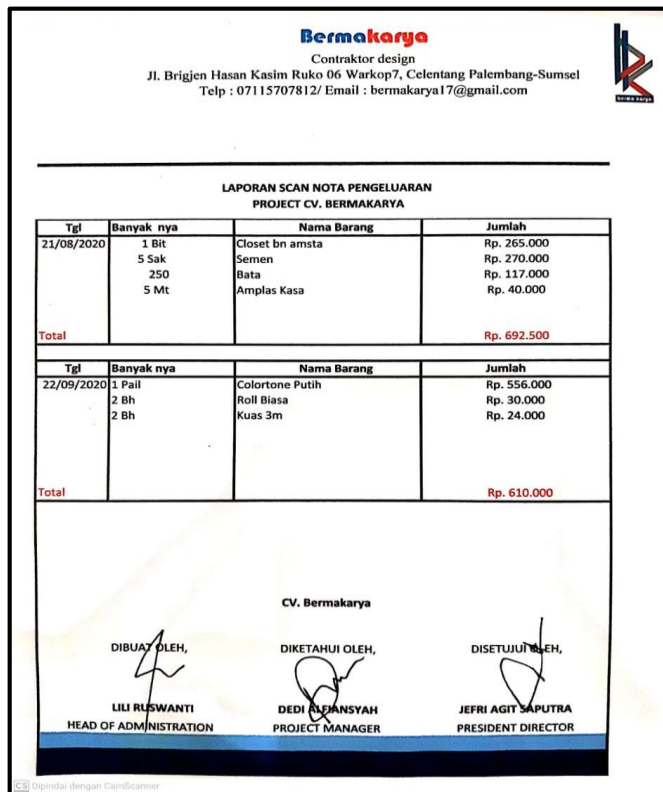 Bermakarya
Contraktor design
Jl. Brigjen Hasan Kasim Ruko 06 Warkop7, Celentang Palembang-Sumsel
Telp : 07115707812/ Email : bermakarya17@gmail.com
berma karya
LAPORAN SCAN NOTA PENGELUARAN
PROJECT CV. BERMAKARYA
Tgl Banyak nya Nama Barang Jumlah
21/08/2020 1 Bit Closet bn amsta Rp. 265.000
5 Sak Semen Rp. 270.000
250 Bata Rp. 117.000
5 Mt Amplas Kasa Rp. 40.000
Total Rp. 692.500
Tgl Banyak nya Nama Barang Jumlah
22/09/2020 1 Pail Colortone Putih Rp. 556.000
2 Bh Roll Biasa Rp. 30.000
2 Bh Kuas 3m Rp. 24.000
Total Rp. 610.000
CV. Bermakarya
DIBUAT OLEH, DIKETAHUI OLEH, DISETUJUI OLEH,
LILI RUSWANTI DEDI ALFIANSYAH JEFRI AGIT SAPUTRA
HEAD OF ADMINISTRATION PROJECT MANAGER PRESIDENT DIRECTOR
CS Dipindai dengan CamScanner